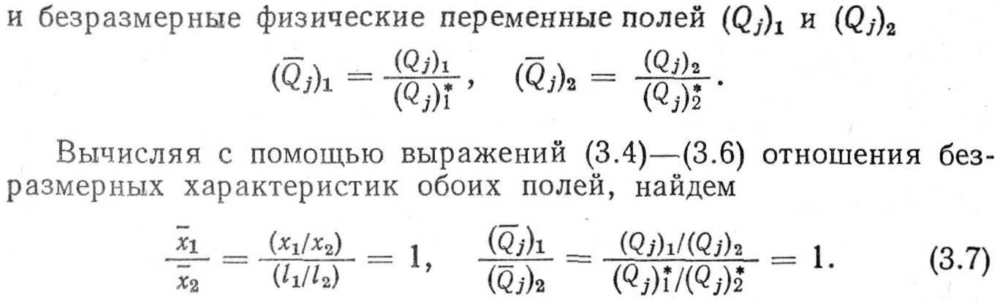 и безразмерные физические переменные полей $(Q_j)_1$ и $(Q_j)_2$
$(\overline{Q}_j)_1 = \frac{(Q_j)_1}{(Q_j)_1^*}, \quad (\overline{Q}_j)_2 = \frac{(Q_j)_2}{(Q_j)_2^*}.$
Вычисляя с помощью выражений (3.4)—(3.6) отношения без-
размерных характеристик обоих полей, найдем
$\frac{\overline{x}_1}{\overline{x}_2} = \frac{(x_1/x_2)}{(l_1/l_2)} = 1, \quad \frac{(\overline{Q}_j)_1}{(\overline{Q}_j)_2} = \frac{(Q_j)_1/(Q_j)_2}{(Q_j)_1^*/(Q_j)_2^*} = 1. \quad (3.7)$